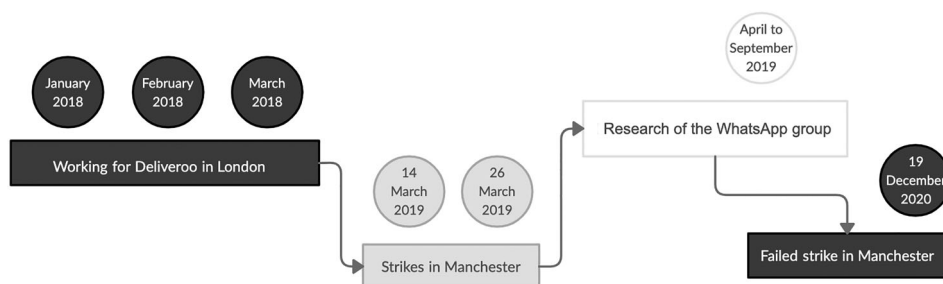 January
2018
February
2018
March
2018
Working for Deliveroo in London
14
March
2019
26
March
2019
Strikes in Manchester
April to
September
2019
Research of the WhatsApp group
19
December
2020
Failed strike in Manchester